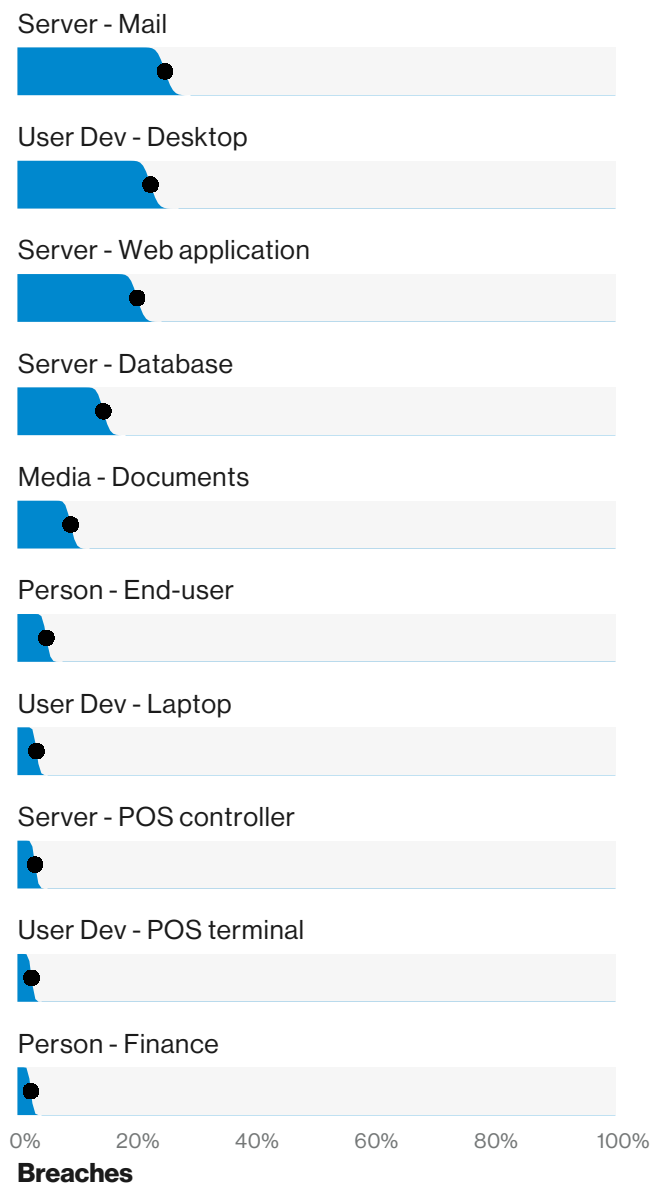 Server - Mail
User Dev - Desktop
Server - Web application
Server - Database
Media - Documents
Person - End-user
User Dev - Laptop
Server - POS controller
User Dev - POS terminal
Person - Finance
0% 20% 40% 60% 80% 100%
Breaches